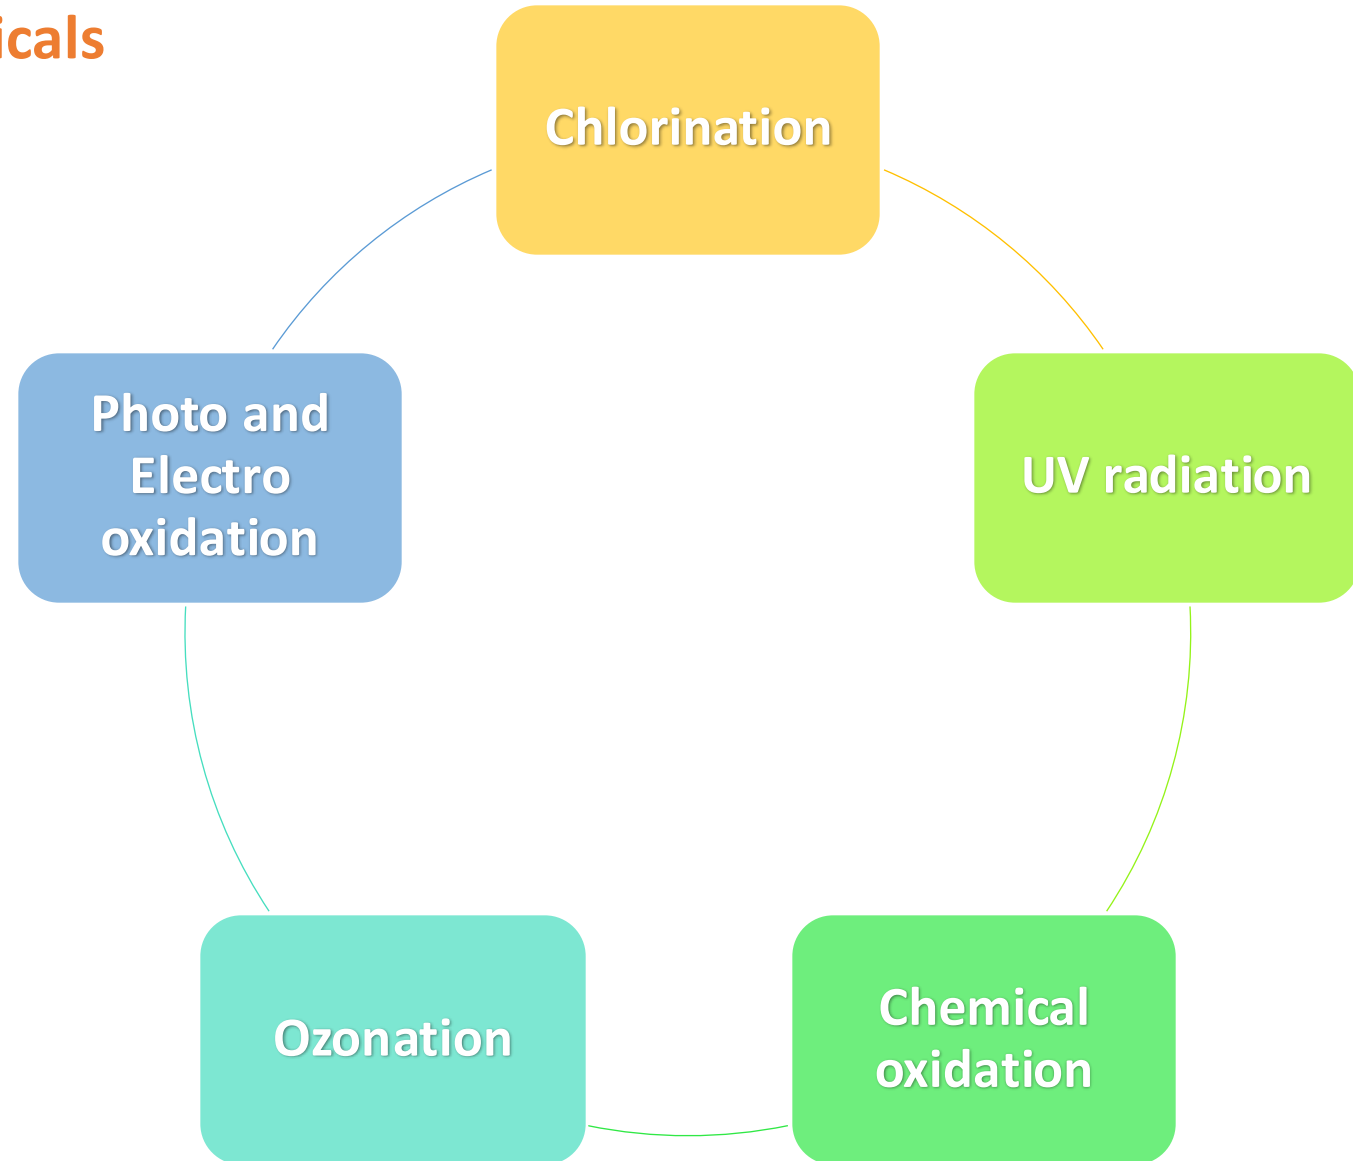 icals
Chlorination
UV radiation
Chemical
oxidation
Ozonation
Photo and
Electro
oxidation